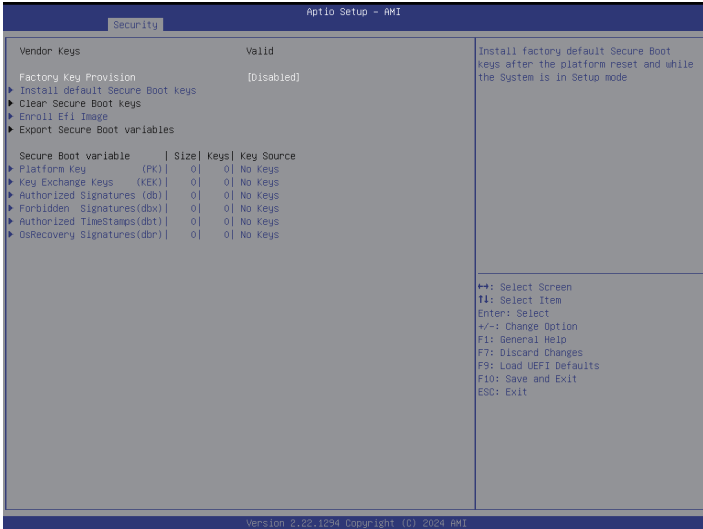 Aptio Setup - AMI
Security
Vendor Keys Valid
Factory Key Provision [Disabled]
Install default Secure Boot keys
Clear Secure Boot keys
Enroll Efi Image
Export Secure Boot variables
Secure Boot variable | Size| Keys| Key Source
Platform Key (PK)| 0| 0| No Keys
Key Exchange Keys (KEK)| 0| 0| No Keys
Authorized Signatures (db)| 0| 0| No Keys
Forbidden Signatures(dbx)| 0| 0| No Keys
Authorized TimeStamps(dbt)| 0| 0| No Keys
OsRecovery Signatures(dbr)| 0| 0| No Keys
Install factory default Secure Boot
keys after the platform reset and while
the System is in Setup mode
↔: Select Screen
↑↓: Select Item
Enter: Select
+/-: Change Option
F1: General Help
F7: Discard Changes
F9: Load UEFI Defaults
F10: Save and Exit
ESC: Exit
Version 2.22.1294 Copyright (C) 2024 AMI